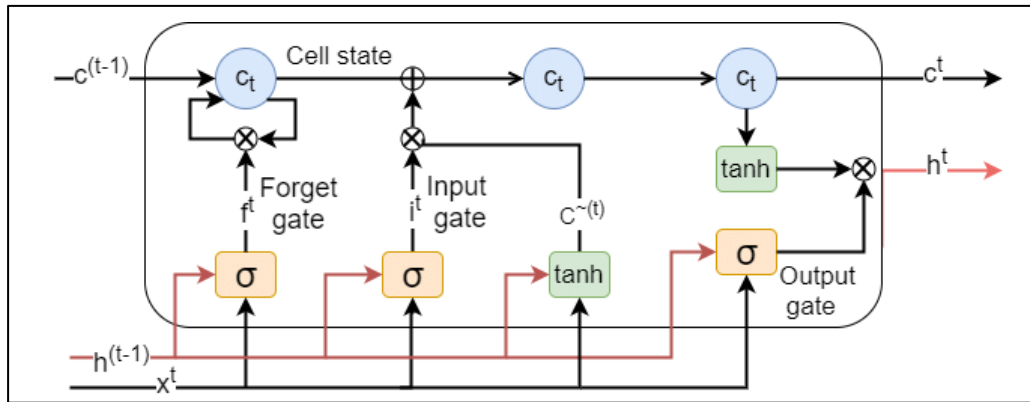 c(t-1)
ct
Cell state
ct
ct
ct
tanh
ht
Forget
gate
ft
Input
gate
it
C~(t)
σ
σ
tanh
σ
Output
gate
h(t-1)
xt